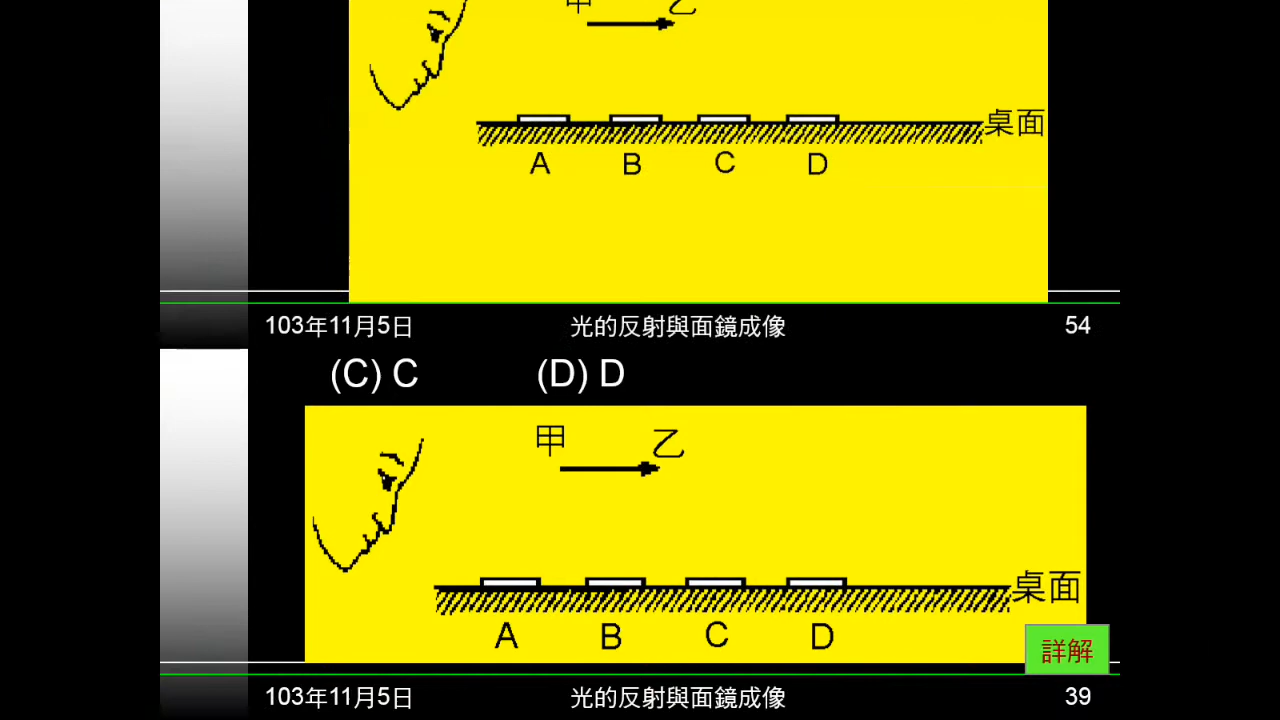 甲 乙
桌面
A B C D
103年11月5日 光的反射與面鏡成像 54
(C) C (D) D
甲 乙
桌面
A B C D
詳解
103年11月5日 光的反射與面鏡成像 39